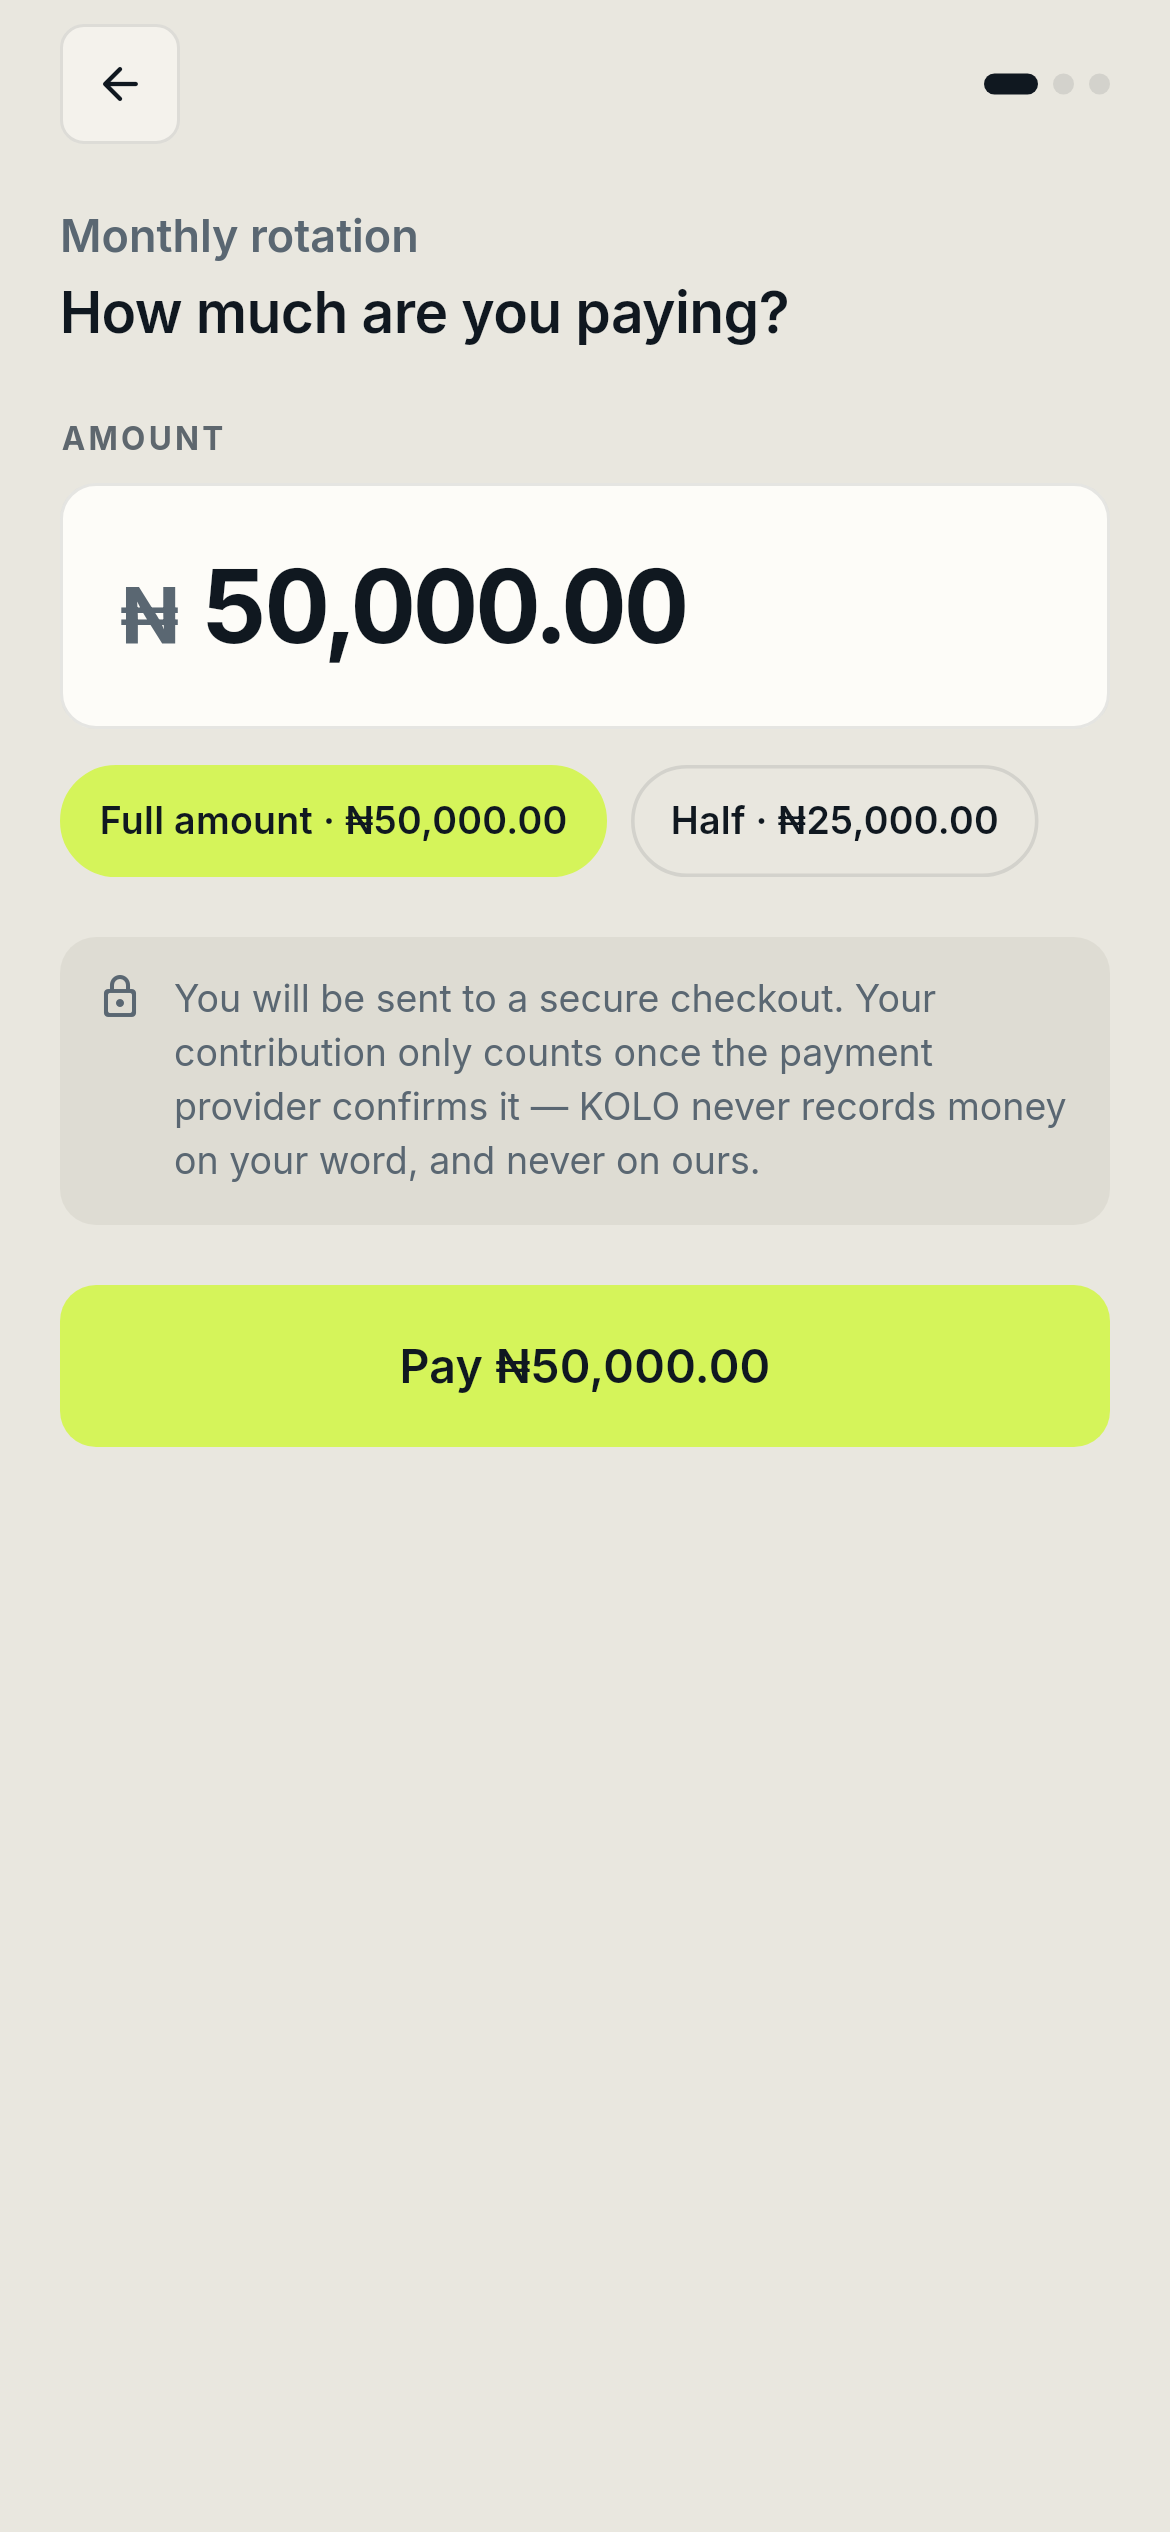 Monthly rotation
How much are you paying?
AMOUNT
₦ 50,000.00
Full amount · ₦50,000.00
Half · ₦25,000.00
You will be sent to a secure checkout. Your
contribution only counts once the payment
provider confirms it — KOLO never records money
on your word, and never on ours.
Pay ₦50,000.00